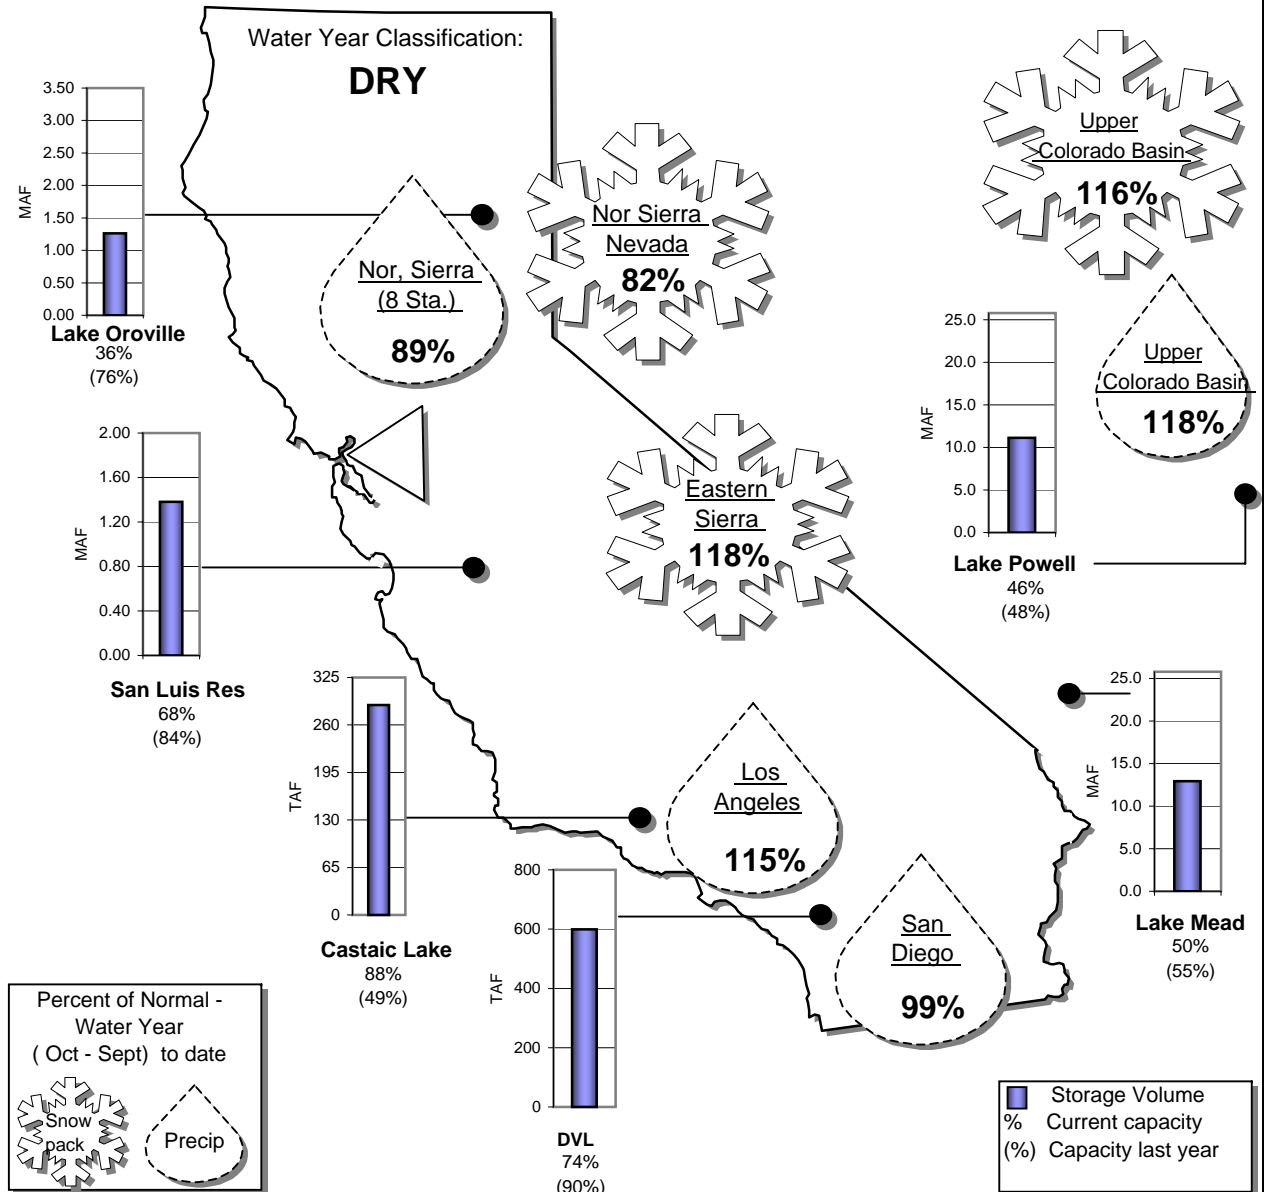 Water Year Classification:
DRY
3.50
3.00
2.50
2.00
1.50
1.00
0.50
0.00
MAF
Lake Oroville
36%
(76%)
Nor, Sierra
(8 Sta.)
89%
Nor Sierra
Nevada
82%
Upper
Colorado Basin
116%
Upper
Colorado Basin
118%
25.0
20.0
15.0
10.0
5.0
0.0
MAF
Lake Powell
46%
(48%)
2.00
1.60
1.20
0.80
0.40
0.00
MAF
San Luis Res
68%
(84%)
Eastern
Sierra
118%
325
260
195
130
65
0
TAF
Castaic Lake
88%
(49%)
Los
Angeles
115%
25.0
20.0
15.0
10.0
5.0
0.0
MAF
Lake Mead
50%
(55%)
800
600
400
200
0
TAF
DVL
74%
(90%)
San
Diego
99%
Percent of Normal -
Water Year
( Oct - Sept) to date
Snow
pack
Precip
Storage Volume
% Current capacity
(%) Capacity last year